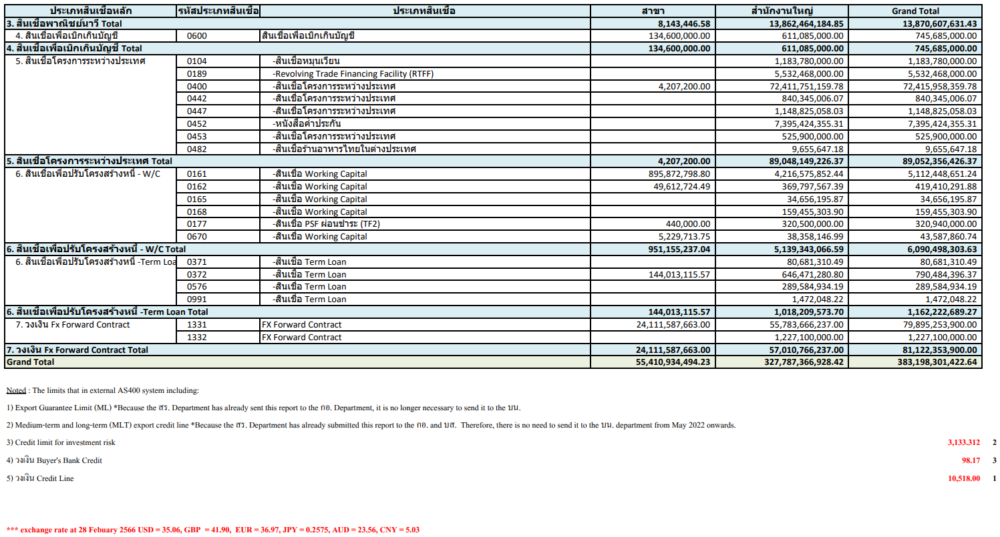 ประเภทสินเชื่อหลัก รหัสประเภทสินเชื่อ ประเภทสินเชื่อ สาขา สำนักงานใหญ่ Grand Total
3. สินเชื่อพาณิชย์นาวี Total 8,143,446.58 13,862,464,184.85 13,870,607,631.43
4. สินเชื่อเพื่อเบิกเกินบัญชี 0600 สินเชื่อเพื่อเบิกเกินบัญชี 134,600,000.00 611,085,000.00 745,685,000.00
4. สินเชื่อเพื่อเบิกเกินบัญชี Total 134,600,000.00 611,085,000.00 745,685,000.00
5. สินเชื่อโครงการระหว่างประเทศ 0104 -สินเชื่อหมุนเวียน 1,183,780,000.00 1,183,780,000.00
0189 -Revolving Trade Financing Facility (RTFF) 5,532,468,000.00 5,532,468,000.00
0400 -สินเชื่อโครงการระหว่างประเทศ 4,207,200.00 72,411,751,159.78 72,415,958,359.78
0442 -สินเชื่อโครงการระหว่างประเทศ 840,345,006.07 840,345,006.07
0447 -สินเชื่อโครงการระหว่างประเทศ 1,148,825,058.03 1,148,825,058.03
0452 -หนังสือค้ำประกัน 7,395,424,355.31 7,395,424,355.31
0453 -สินเชื่อโครงการระหว่างประเทศ 525,900,000.00 525,900,000.00
0482 -สินเชื่อร้านอาหารไทยในต่างประเทศ 9,655,647.18 9,655,647.18
5. สินเชื่อโครงการระหว่างประเทศ Total 4,207,200.00 89,048,149,226.37 89,052,356,426.37
6. สินเชื่อเพื่อปรับโครงสร้างหนี้ - W/C 0161 -สินเชื่อ Working Capital 895,872,798.80 4,216,575,852.44 5,112,448,651.24
0162 -สินเชื่อ Working Capital 49,612,724.49 369,797,567.39 419,410,291.88
0165 -สินเชื่อ Working Capital 34,656,195.87 34,656,195.87
0168 -สินเชื่อ Working Capital 159,455,303.90 159,455,303.90
0177 -สินเชื่อ PSF ผ่อนชำระ (TF2) 440,000.00 320,500,000.00 320,940,000.00
0670 -สินเชื่อ Working Capital 5,229,713.75 38,358,146.99 43,587,860.74
6. สินเชื่อเพื่อปรับโครงสร้างหนี้ - W/C Total 951,155,237.04 5,139,343,066.59 6,090,498,303.63
6. สินเชื่อเพื่อปรับโครงสร้างหนี้ -Term Loa 0371 -สินเชื่อ Term Loan 80,681,310.49 80,681,310.49
0372 -สินเชื่อ Term Loan 144,013,115.57 646,471,280.80 790,484,396.37
0576 -สินเชื่อ Term Loan 289,584,934.19 289,584,934.19
0991 -สินเชื่อ Term Loan 1,472,048.22 1,472,048.22
6. สินเชื่อเพื่อปรับโครงสร้างหนี้ -Term Loan Total 144,013,115.57 1,018,209,573.70 1,162,222,689.27
7. วงเงิน Fx Forward Contract 1331 FX Forward Contract 24,111,587,663.00 55,783,666,237.00 79,895,253,900.00
1332 FX Forward Contract 1,227,100,000.00 1,227,100,000.00
7. วงเงิน Fx Forward Contract Total 24,111,587,663.00 57,010,766,237.00 81,122,353,900.00
Grand Total 55,410,934,494.23 327,787,366,928.42 383,198,301,422.64
Noted : The limits that in external AS400 system including:
1) Export Guarantee Limit (ML) *Because the สร. Department has already sent this report to the กอ. Department, it is no longer necessary to send it to the บน.
2) Medium-term and long-term (MLT) export credit line *Because the สร. Department has already submitted this report to the กอ. and บส. Therefore, there is no need to send it to the บน. department from May 2022 onwards.
3) Credit limit for investment risk 3,133.312 2
4) วงเงิน Buyer's Bank Credit 98.17 3
5) วงเงิน Credit Line 10,518.00 1
*** exchange rate at 28 Febuary 2566 USD = 35.06, GBP = 41.90, EUR = 36.97, JPY = 0.2575, AUD = 23.56, CNY = 5.03